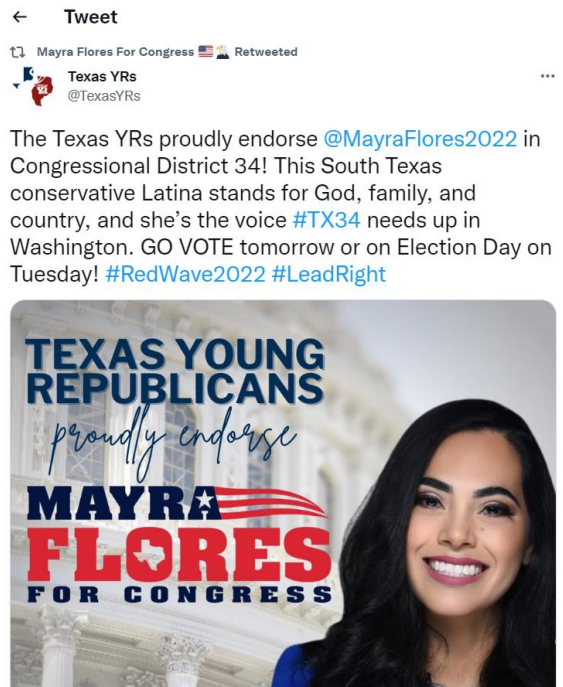 Tweet
Mayra Flores For Congress Retweeted
Texas YRs
@TexasYRs
The Texas YRs proudly endorse @MayraFlores2022 in
Congressional District 34! This South Texas
conservative Latina stands for God, family, and
country, and she's the voice #TX34 needs up in
Washington. GO VOTE tomorrow or on Election Day on
Tuesday! #RedWave2022 #LeadRight
TEXAS YOUNG
REPUBLICANS
proudly endorse
MAYRA
FLORES
FOR CONGRESS